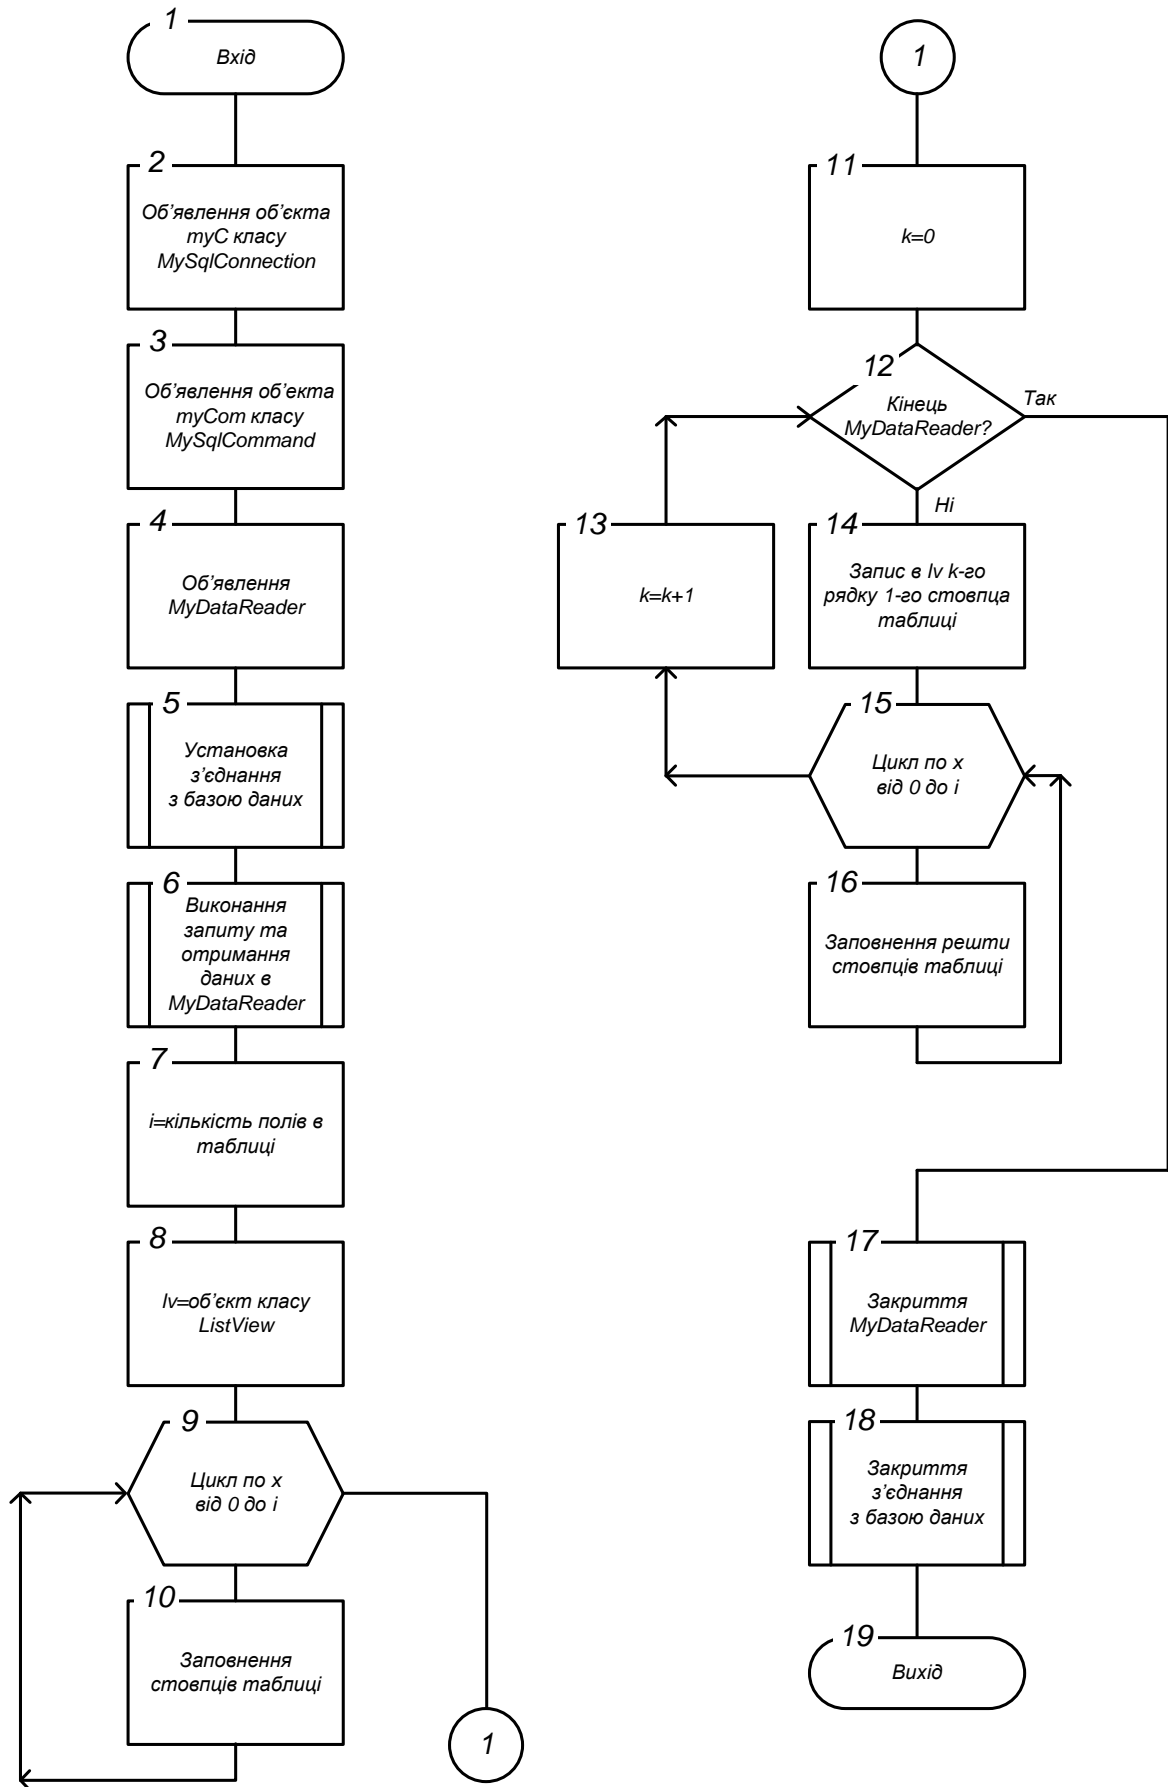 1
Вхід
2
Об’явлення об’єкта
myC класу
MySqlConnection
3
Об’явлення об’екта
myCom класу
MySqlCommand
4
Об’явлення
MyDataReader
5
Установка
з’єднання
з базою даних
6
Виконання
запиту та
отримання
даних в
MyDataReader
7
i=кількість полів в
таблиці
8
lv=об’єкт класу
ListView
9
Цикл по x
від 0 до i
10
Заповнення
стовпців таблиці
1
1
11
k=0
12
Кінець
MyDataReader?
Так
Ні
13
k=k+1
14
Запис в lv k-го
рядку 1-го стовпца
таблиці
15
Цикл по x
від 0 до i
16
Заповнення решти
стовпців таблиці
17
Закриття
MyDataReader
18
Закриття
з’єднання
з базою даних
19
Вихід